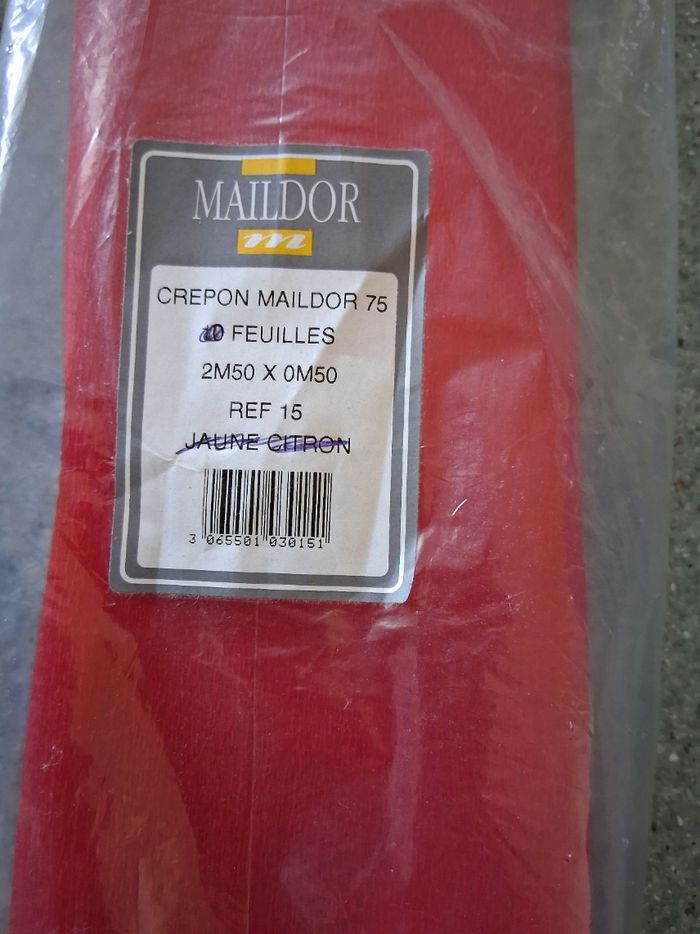 MAILDOR
m
CREPON MAILDOR 75
FEUILLES
2M50 X 0M50
REF 15
JAUNE CITRON
3 065501 030151